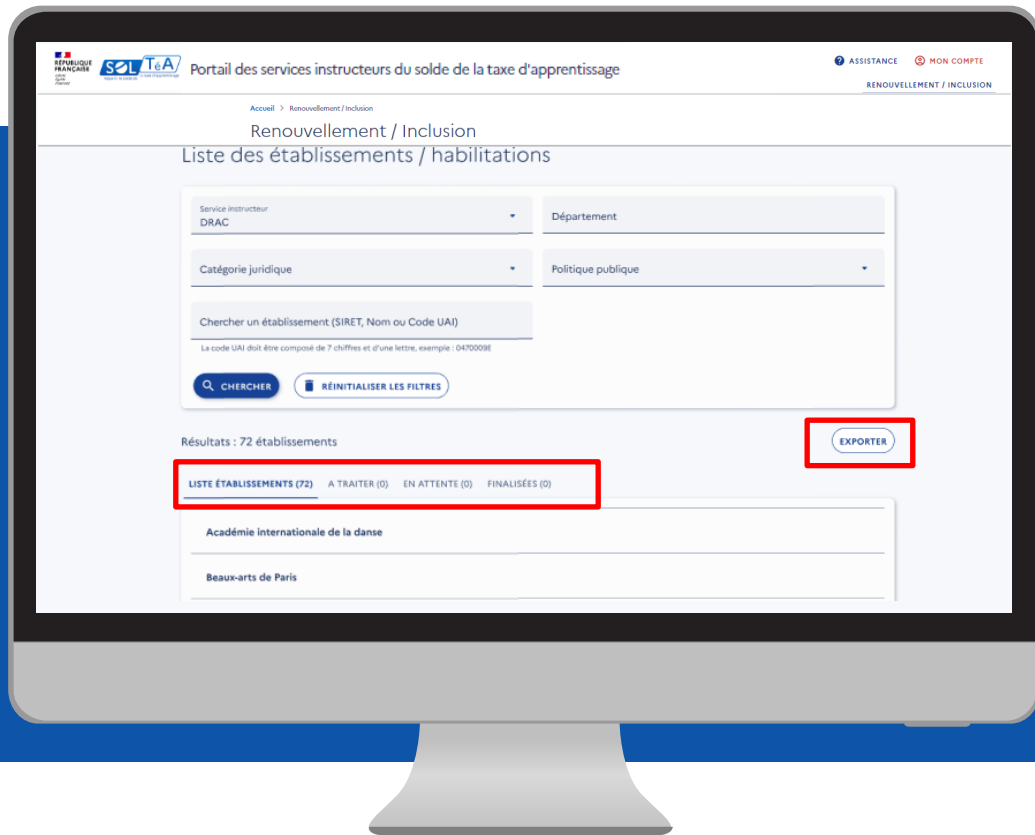 RÉPUBLIQUE
FRANÇAISE
Liberté
Égalité
Fraternité
SOLTéA
Portail des services instructeurs du solde de la taxe d'apprentissage
ASSISTANCE
MON COMPTE
RENOUVELLEMENT / INCLUSION
Accueil > Renouvellement / Inclusion
Renouvellement / Inclusion
Liste des établissements / habilitations
Service instructeur
DRAC
Département
Catégorie juridique
Politique publique
Chercher un établissement (SIRET, Nom ou Code UAI)
La code UAI doit être composé de 7 chiffres et d'une lettre, exemple : 0470009E
CHERCHER
RÉINITIALISER LES FILTRES
Résultats : 72 établissements
EXPORTER
LISTE ÉTABLISSEMENTS (72) A TRAITER (0) EN ATTENTE (0) FINALISÉES (0)
Académie internationale de la danse
Beaux-arts de Paris